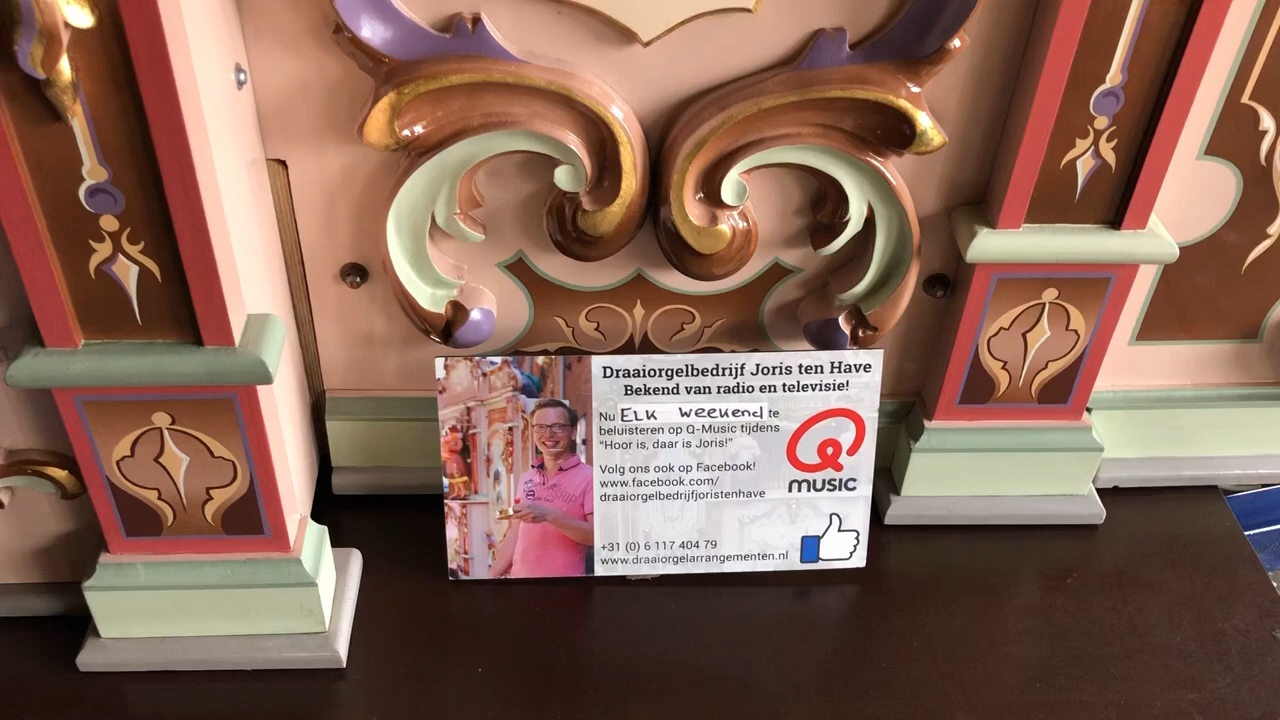 Draaiorgelbedrijf Joris ten Have
Bekend van radio en televisie!
Nu ELK WEEKEND te
beluisteren op Q-Music tijdens
"Hoor is, daar is Joris!"
Volg ons ook op Facebook!
www.facebook.com/
draaiorgelbedrijfjoristenhave
Q
MUSIC
+31 (0) 6 117 404 79
www.draaiorgelarrangementen.nl